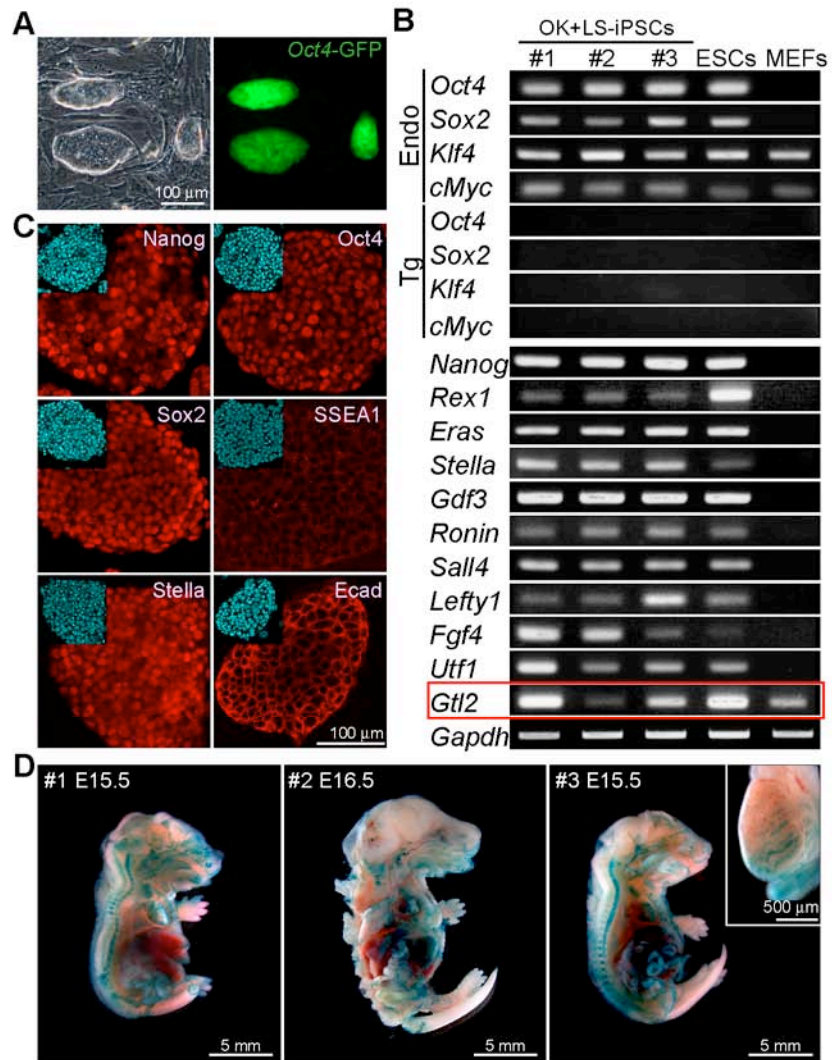 A
Oct4-GFP
100 μm
B
OK+LS-iPSCs
#1 #2 #3 ESCs MEFs
Endo
Oct4
Sox2
Klf4
cMyc
Tg
Oct4
Sox2
Klf4
cMyc
Nanog
Rex1
Eras
Stella
Gdf3
Ronin
Sall4
Lefty1
Fgf4
Utf1
Gtl2
Gapdh
C
Nanog
Oct4
Sox2
SSEA1
Stella
Ecad
100 μm
D
#1 E15.5
5 mm
#2 E16.5
5 mm
#3 E15.5
500 μm
5 mm